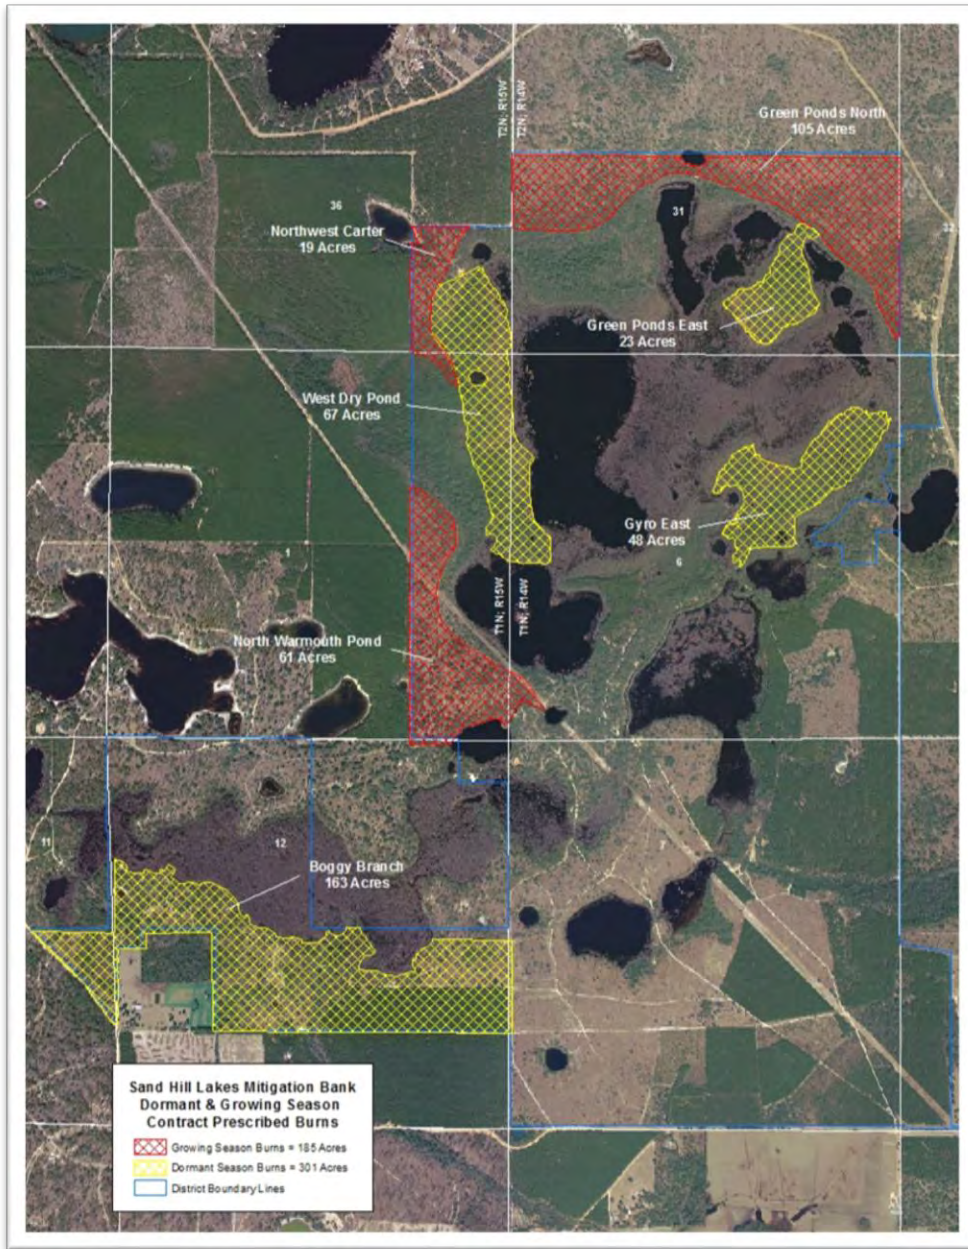 T2N; R15W
T2N; R14W
Green Ponds North
105 Acres
36
31
32
Northwest Carter
19 Acres
Green Ponds East
23 Acres
West Dry Pond
67 Acres
Gyro East
48 Acres
1
6
T1N; R15W
T1N; R14W
North Warmouth Pond
61 Acres
11
12
7
Boggy Branch
163 Acres
Sand Hill Lakes Mitigation Bank
Dormant & Growing Season
Contract Prescribed Burns
Growing Season Burns = 185 Acres
Dormant Season Burns = 301 Acres
District Boundary Lines